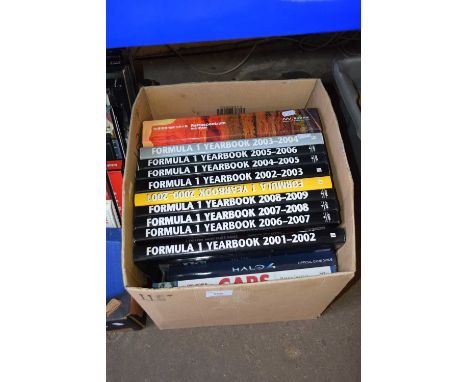 FORMULA 1 YEARBOOK 2003–2004
FORMULA 1 YEARBOOK 2005–2006
FORMULA 1 YEARBOOK 2004–2005
FORMULA 1 YEARBOOK 2002–2003
FORMULA 1 YEARBOOK 2000–2001
FORMULA 1 YEARBOOK 2008–2009
FORMULA 1 YEARBOOK 2007–2008
FORMULA 1 YEARBOOK 2006–2007
FORMULA 1 YEARBOOK 2001–2002
CARS